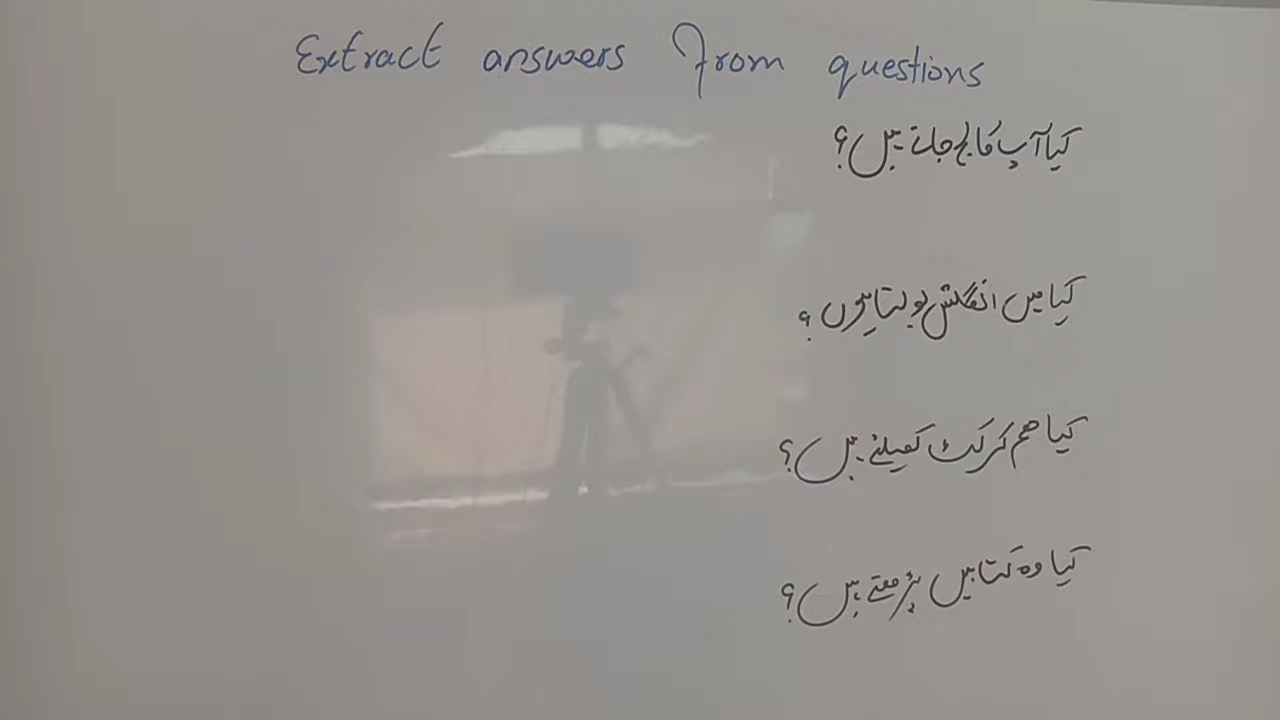 Extract answers from questions
کیا آپ کالج جاتے ہیں؟
کیا میں انگلش بولتا ہوں؟
کیا ہم کرکٹ کھیلتے ہیں؟
کیا وہ کتابیں پڑھتے ہیں؟